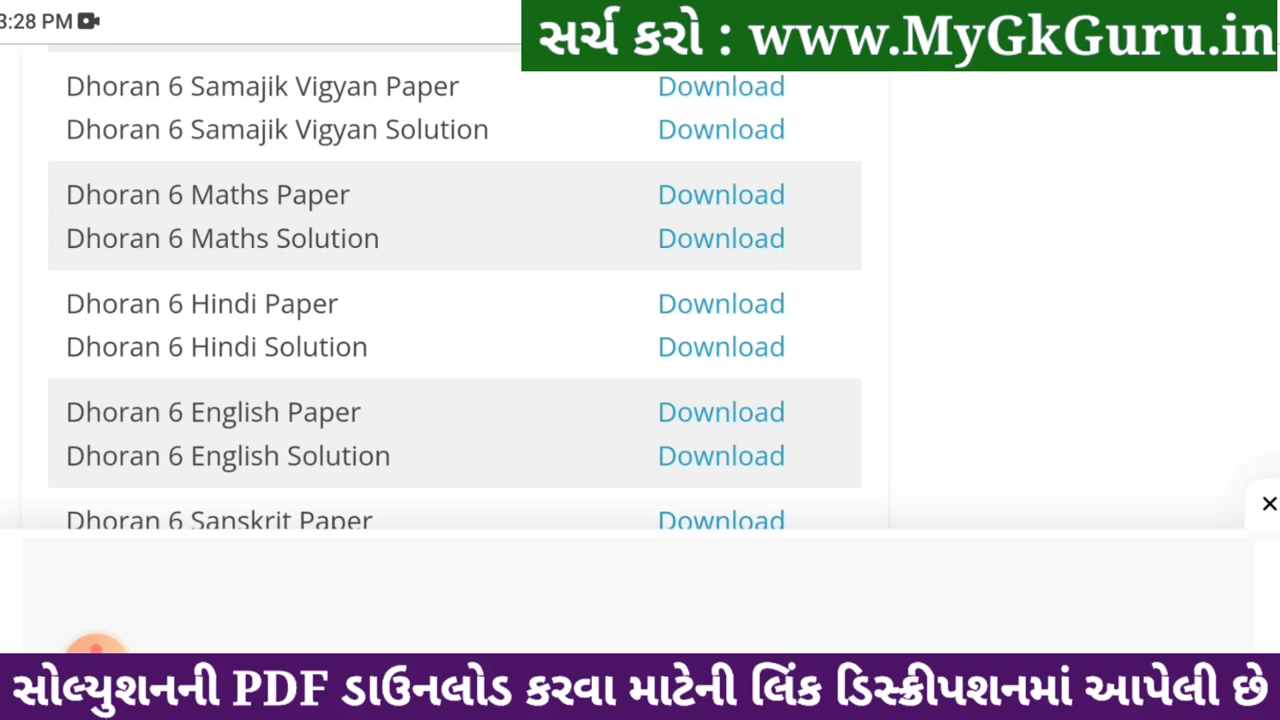 3:28 PM
સર્ચ કરો : www.MyGkGuru.in
Dhoran 6 Samajik Vigyan Paper Download
Dhoran 6 Samajik Vigyan Solution Download
Dhoran 6 Maths Paper Download
Dhoran 6 Maths Solution Download
Dhoran 6 Hindi Paper Download
Dhoran 6 Hindi Solution Download
Dhoran 6 English Paper Download
Dhoran 6 English Solution Download
Dhoran 6 Sanskrit Paper Download
સોલ્યુશનની PDF ડાઉનલોડ કરવા માટેની લિંક ડિસ્ક્રીપશનમાં આપેલી છે